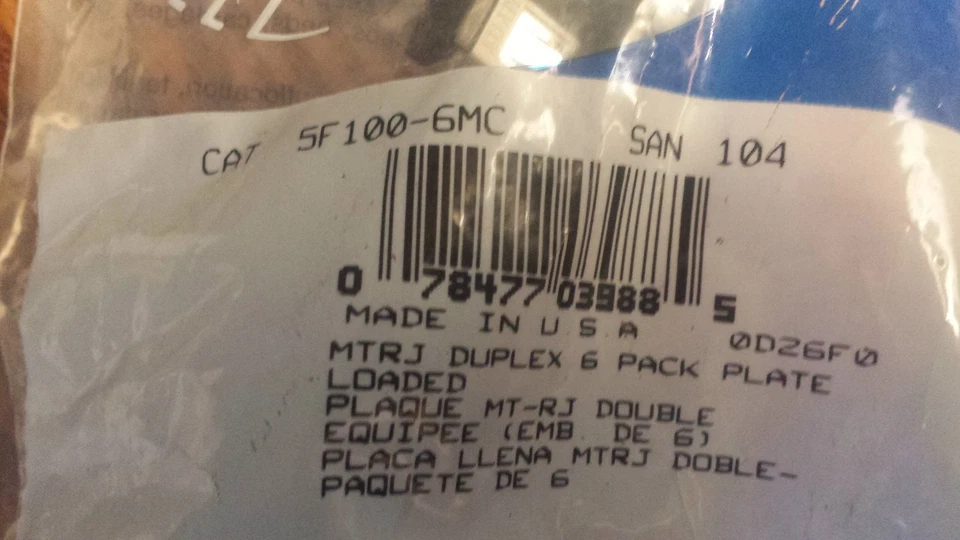 CAT 5F100-6MC SAN 104
0 78477 03988 5
MADE IN U.S.A
0D26F0
MTRJ DUPLEX 6 PACK PLATE
LOADED
PLAQUE MT-RJ DOUBLE
EQUIPEE (EMB. DE 6)
PLACA LLENA MTRJ DOBLE-
PAQUETE DE 6